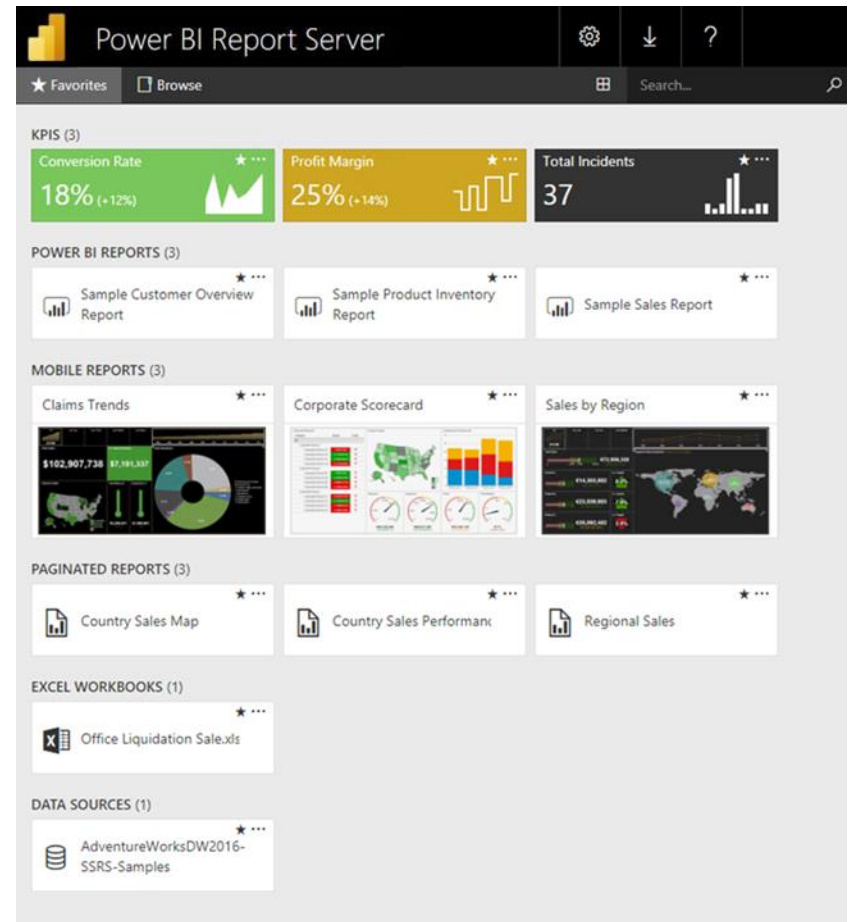 Power BI Report Server
?
Favorites
Browse
Search...
KPIS (3)
Conversion Rate
18% (+12%)
Profit Margin
25% (+14%)
Total Incidents
37
POWER BI REPORTS (3)
Sample Customer Overview
Report
Sample Product Inventory
Report
Sample Sales Report
MOBILE REPORTS (3)
Claims Trends
$102,907,738
$7,191,337
Corporate Scorecard
Sales by Region
PAGINATED REPORTS (3)
Country Sales Map
Country Sales Performanc
Regional Sales
EXCEL WORKBOOKS (1)
Office Liquidation Sale.xls
DATA SOURCES (1)
AdventureWorksDW2016-
SSRS-Samples